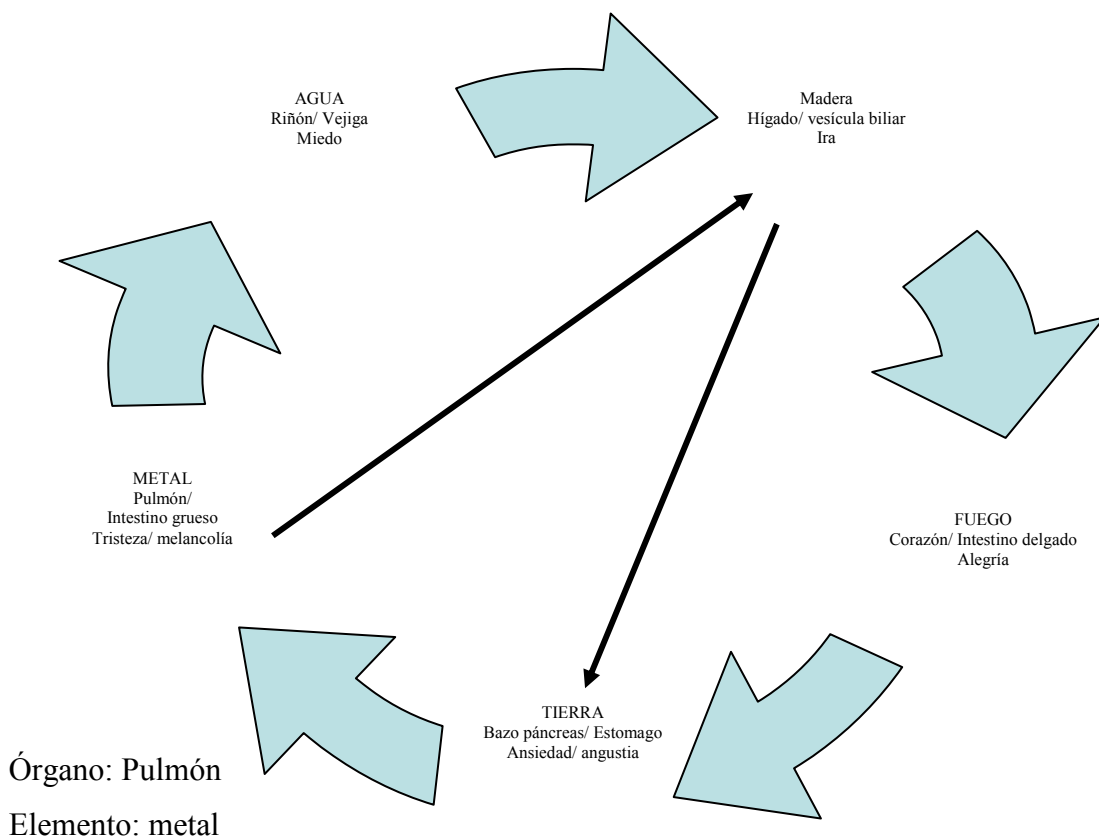 AGUA
Riñón/ Vejiga
Miedo
Madera
Hígado/ vesícula biliar
Ira
METAL
Pulmón/
Intestino grueso
Tristeza/ melancolía
FUEGO
Corazón/ Intestino delgado
Alegría
TIERRA
Bazo páncreas/ Estomago
Ansiedad/ angustia
Órgano: Pulmón
Elemento: metal